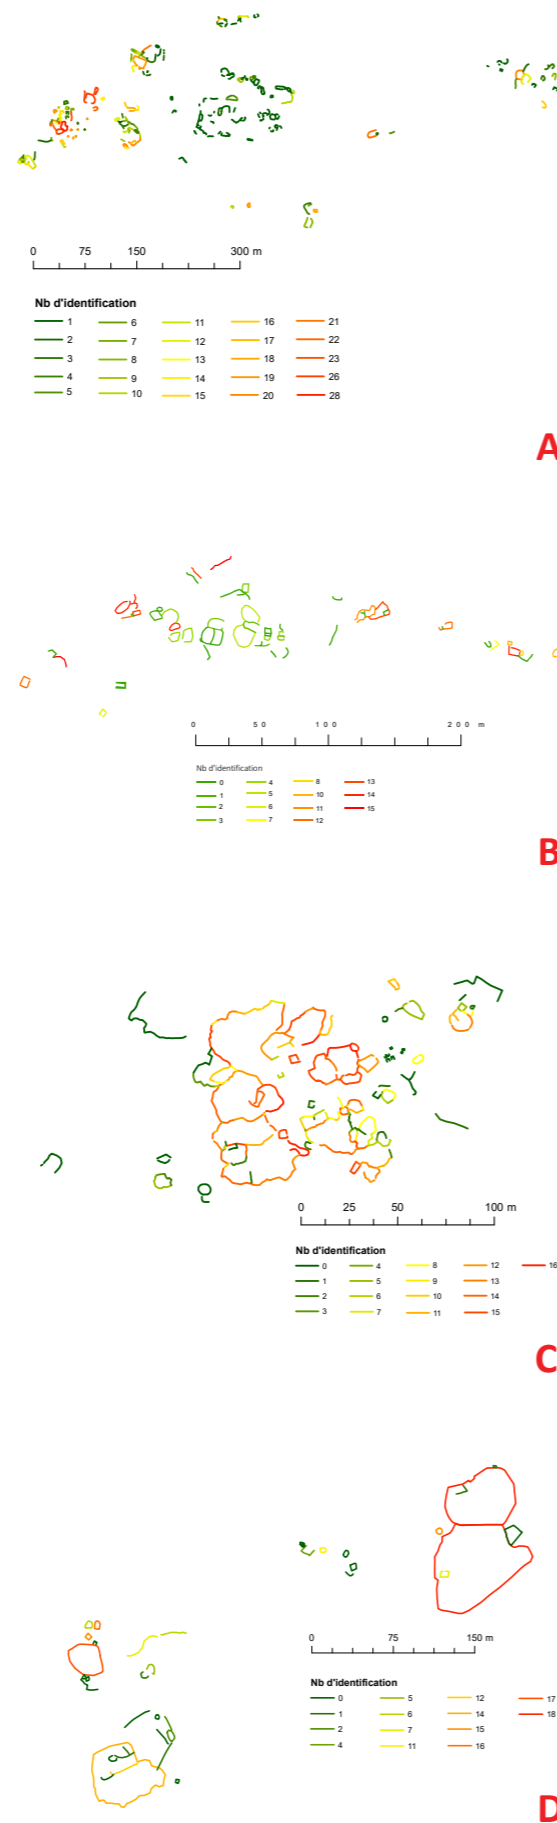 0 75 150 300 m
Nb d'identification
1 6 11 16 21
2 7 12 17 22
3 8 13 18 23
4 9 14 19 26
5 10 15 20 28
A
0 50 100 200 m
Nb d'identification
0 4 8 13
1 5 10 14
2 6 11 15
3 7 12
B
0 25 50 100 m
Nb d'identification
0 4 8 12 16
1 5 9 13
2 6 10 14
3 7 11 15
C
0 75 150 m
Nb d'identification
0 5 12 17
1 6 14 18
2 7 15
4 11 16
D